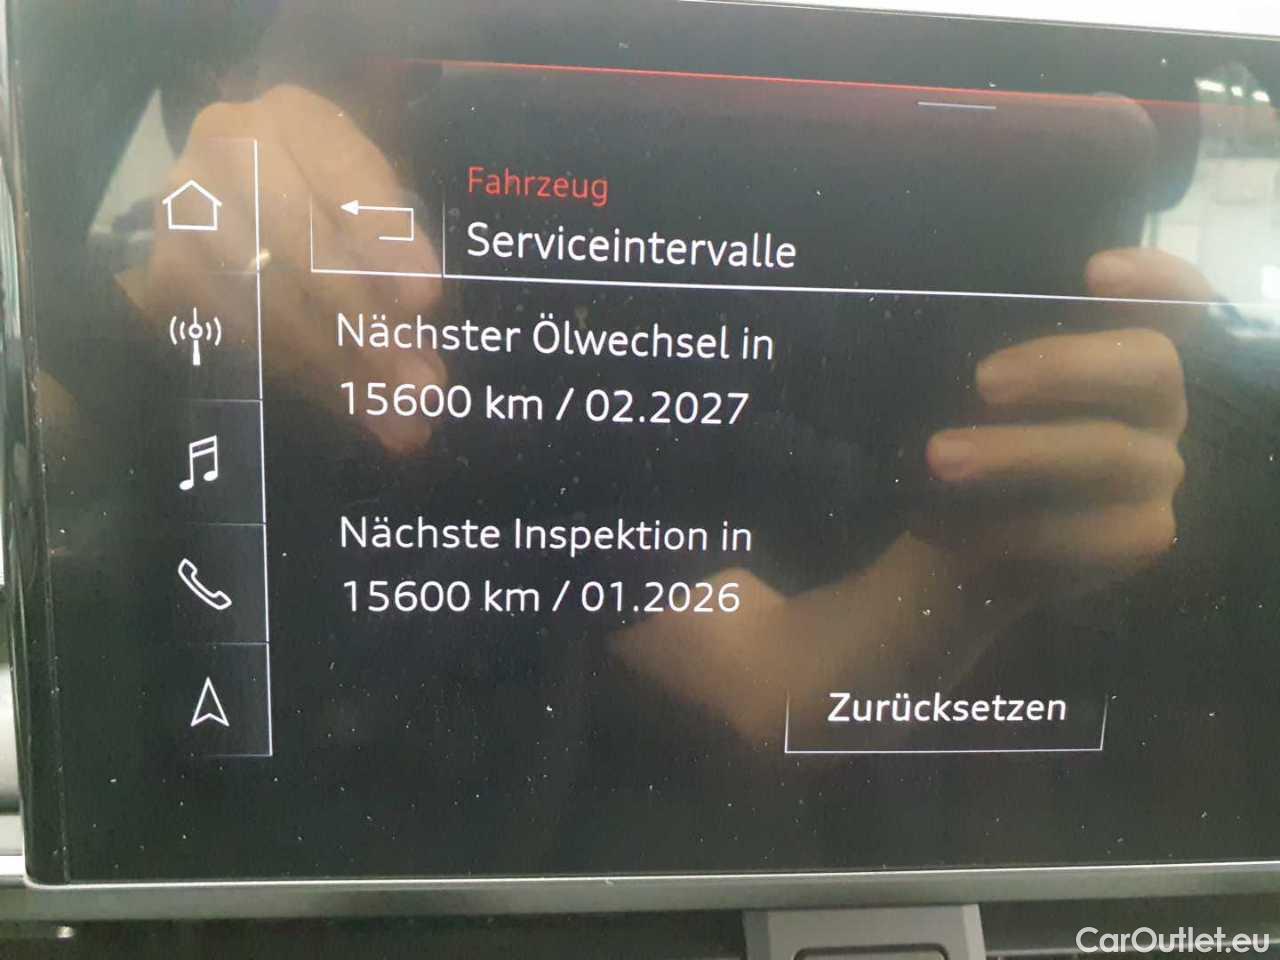 Fahrzeug
Serviceintervalle
Nächster Ölwechsel in
15600 km / 02.2027
Nächste Inspektion in
15600 km / 01.2026
Zurücksetzen
CarOutlet.eu